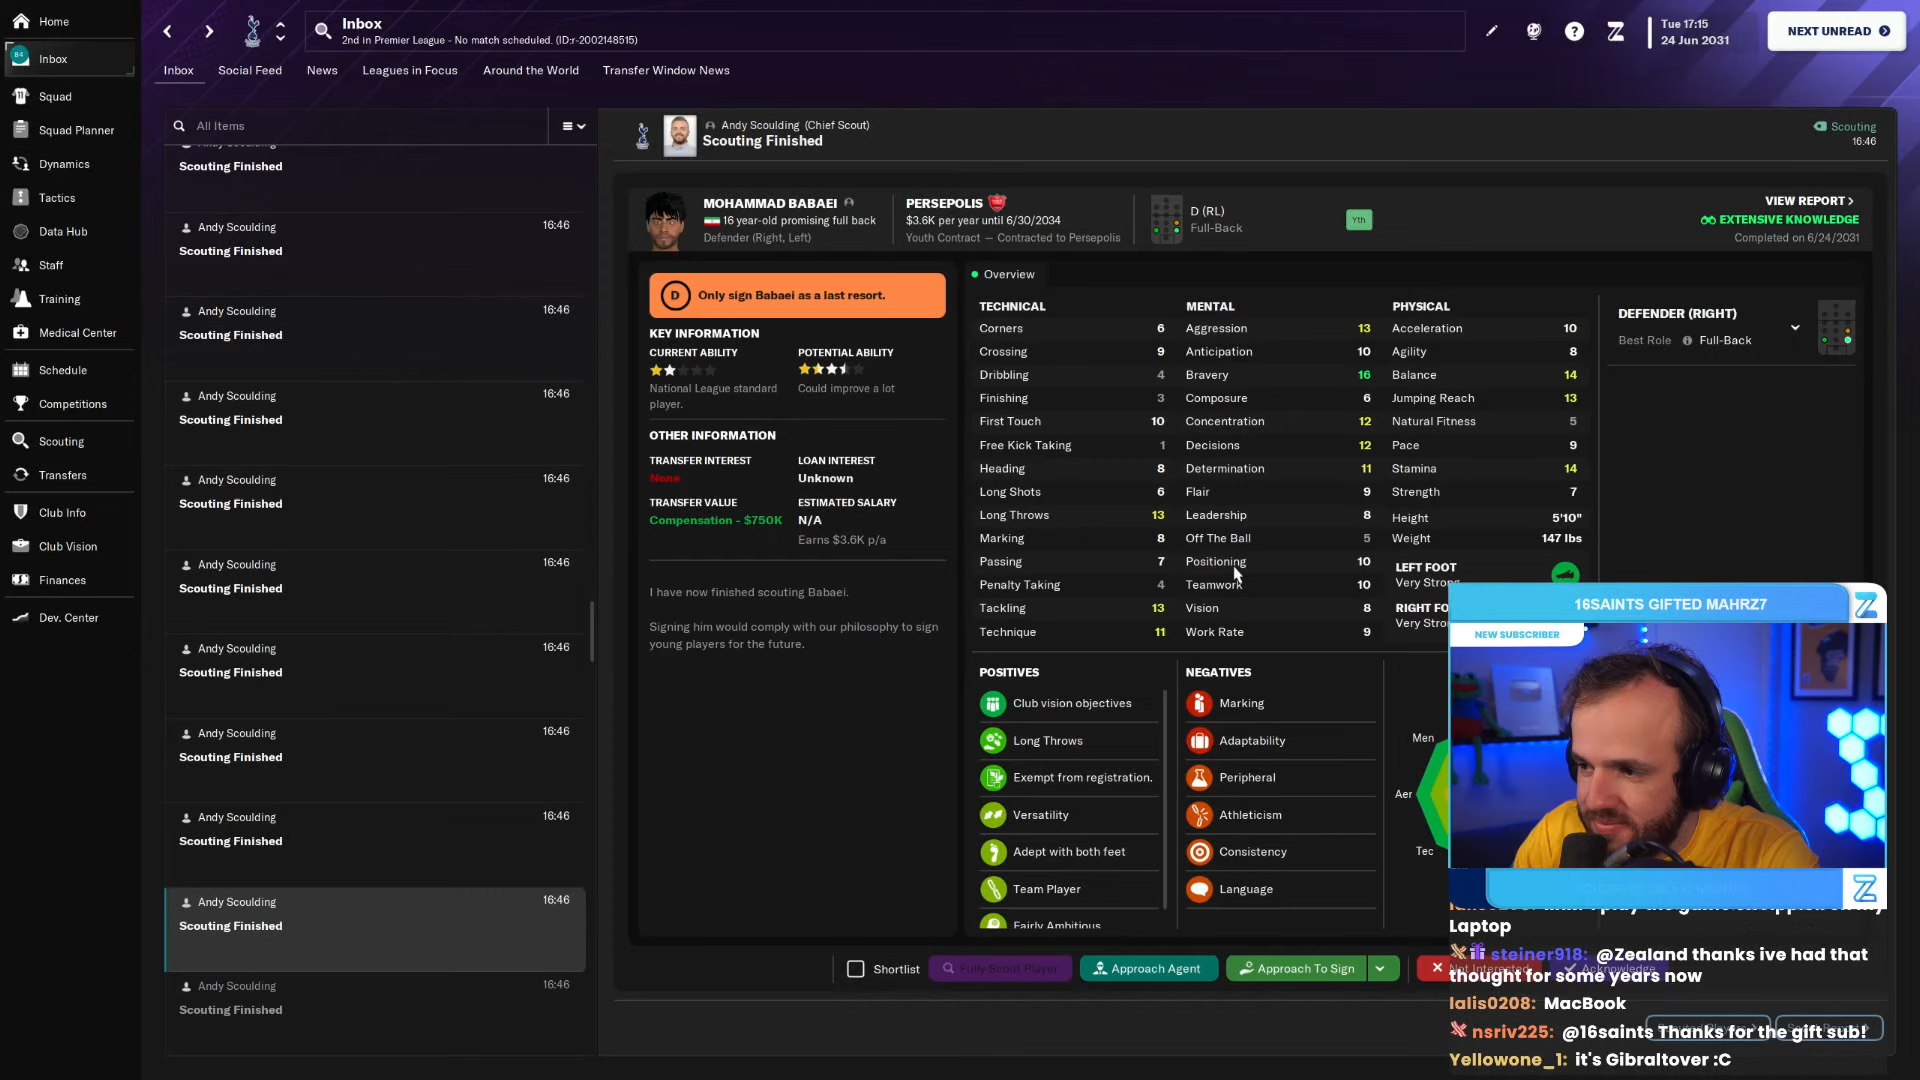 Home
84
Inbox
Squad
Squad Planner
Dynamics
Tactics
Data Hub
Staff
Training
Medical Center
Schedule
Competitions
Scouting
Transfers
Club Info
Club Vision
Finances
Dev. Center
Inbox
2nd in Premier League - No match scheduled. (ID:r-2002148515)
Tue 17:15
24 Jun 2031
NEXT UNREAD
Inbox
Social Feed
News
Leagues in Focus
Around the World
Transfer Window News
All Items
Scouting Finished
Andy Scoulding 16:46
Scouting Finished
Andy Scoulding 16:46
Scouting Finished
Andy Scoulding 16:46
Scouting Finished
Andy Scoulding 16:46
Scouting Finished
Andy Scoulding 16:46
Scouting Finished
Andy Scoulding 16:46
Scouting Finished
Andy Scoulding 16:46
Scouting Finished
Andy Scoulding 16:46
Scouting Finished
Andy Scoulding 16:46
Scouting Finished
Andy Scoulding 16:46
Scouting Finished
Andy Scoulding (Chief Scout)
Scouting Finished
Scouting
16:46
MOHAMMAD BABAEI
16 year-old promising full back
Defender (Right, Left)
PERSEPOLIS
$3.6K per year until 6/30/2034
Youth Contract — Contracted to Persepolis
D (RL)
Full-Back
Yth
VIEW REPORT >
EXTENSIVE KNOWLEDGE
Completed on 6/24/2031
D Only sign Babaei as a last resort.
KEY INFORMATION
CURRENT ABILITY
National League standard
player.
POTENTIAL ABILITY
Could improve a lot
OTHER INFORMATION
TRANSFER INTEREST
None
LOAN INTEREST
Unknown
TRANSFER VALUE
Compensation - $750K
ESTIMATED SALARY
N/A
Earns $3.6K p/a
I have now finished scouting Babaei.
Signing him would comply with our philosophy to sign
young players for the future.
Overview
TECHNICAL
Corners 6
Crossing 9
Dribbling 4
Finishing 3
First Touch 10
Free Kick Taking 1
Heading 8
Long Shots 6
Long Throws 13
Marking 8
Passing 7
Penalty Taking 4
Tackling 13
Technique 11
MENTAL
Aggression 13
Anticipation 10
Bravery 16
Composure 6
Concentration 12
Decisions 12
Determination 11
Flair 9
Leadership 8
Off The Ball 5
Positioning 10
Teamwork 10
Vision 8
Work Rate 9
PHYSICAL
Acceleration 10
Agility 8
Balance 14
Jumping Reach 13
Natural Fitness 5
Pace 9
Stamina 14
Strength 7
Height 5'10"
Weight 147 lbs
LEFT FOOT
Very Strong
RIGHT FO
Very Stro
DEFENDER (RIGHT)
Best Role Full-Back
POSITIVES
Club vision objectives
Long Throws
Exempt from registration.
Versatility
Adept with both feet
Team Player
Fairly Ambitious
NEGATIVES
Marking
Adaptability
Peripheral
Athleticism
Consistency
Language
Men
Aer
Tec
Shortlist
Fully Scout Player
Approach Agent
Approach To Sign
Not Interested
Acknowledge
16SAINTS GIFTED MAHRZ7
NEW SUBSCRIBER
Laptop
steiner918: @Zealand thanks ive had that
thought for some years now
lalis0208: MacBook
nsriv225: @16saints Thanks for the gift sub!
Yellowone_1: it's Gibraltover :C